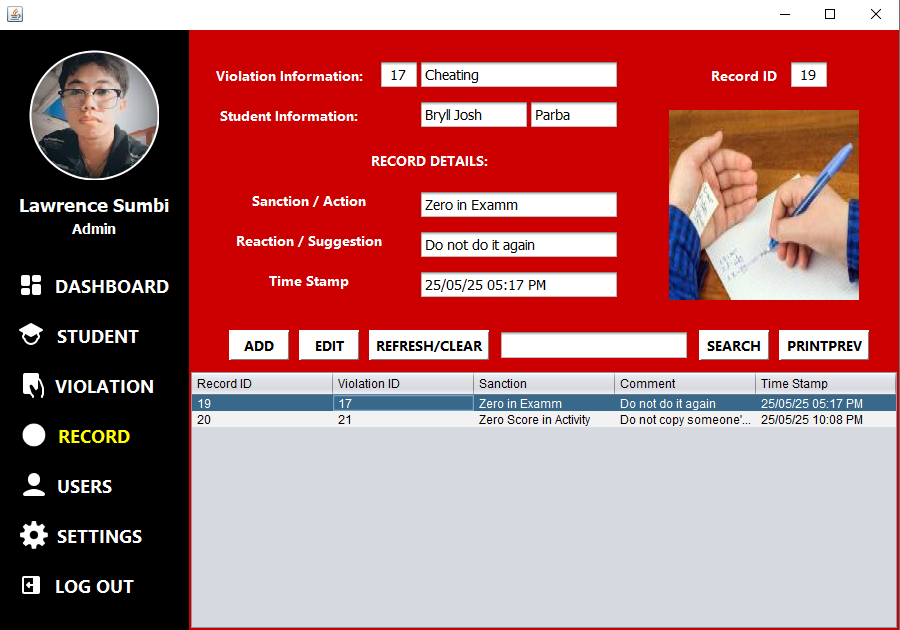 Lawrence Sumbi
Admin
DASHBOARD
STUDENT
VIOLATION
RECORD
USERS
SETTINGS
LOG OUT
Violation Information: 17 Cheating
Record ID 19
Student Information: Bryll Josh Parba
RECORD DETAILS:
Sanction / Action Zero in Examm
Reaction / Suggestion Do not do it again
Time Stamp 25/05/25 05:17 PM
ADD EDIT REFRESH/CLEAR SEARCH PRINTPREV
Record ID Violation ID Sanction Comment Time Stamp
19 17 Zero in Examm Do not do it again 25/05/25 05:17 PM
20 21 Zero Score in Activity Do not copy someone'... 25/05/25 10:08 PM